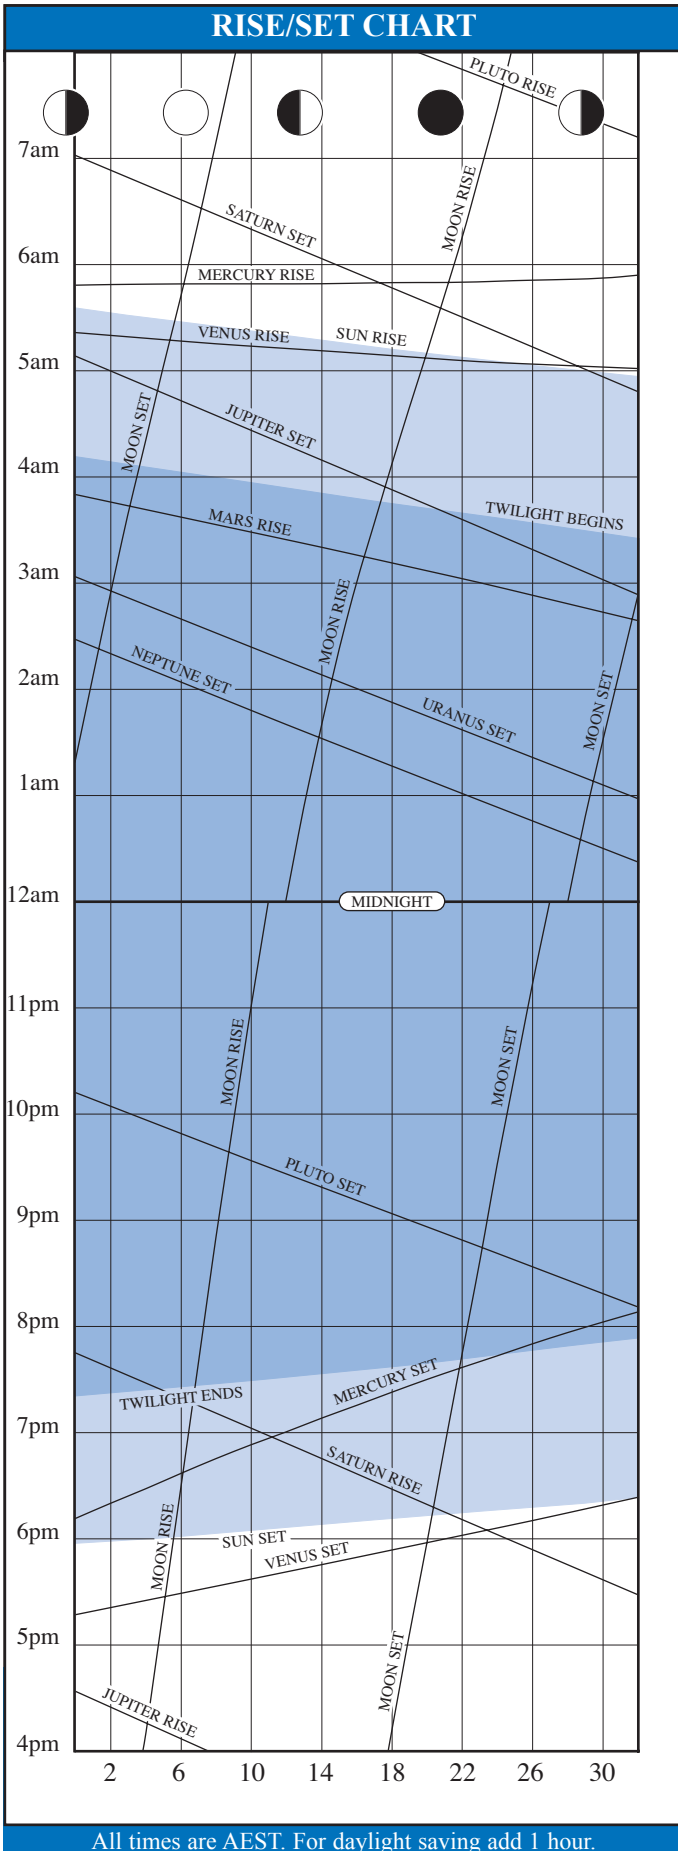 RISE/SET CHART
PLUTO RISE
7am
MOON RISE
SATURN SET
6am
MERCURY RISE
VENUS RISE
SUN RISE
5am
MOON SET
JUPITER SET
4am
TWILIGHT BEGINS
MARS RISE
3am
MOON RISE
NEPTUNE SET
2am
URANUS SET
MOON SET
1am
12am
MIDNIGHT
11pm
MOON RISE
MOON SET
10pm
PLUTO SET
9pm
8pm
MERCURY SET
TWILIGHT ENDS
7pm
SATURN RISE
MOON RISE
6pm
SUN SET
VENUS SET
5pm
MOON SET
JUPITER RISE
4pm
2 6 10 14 18 22 26 30
All times are AEST. For daylight saving add 1 hour.